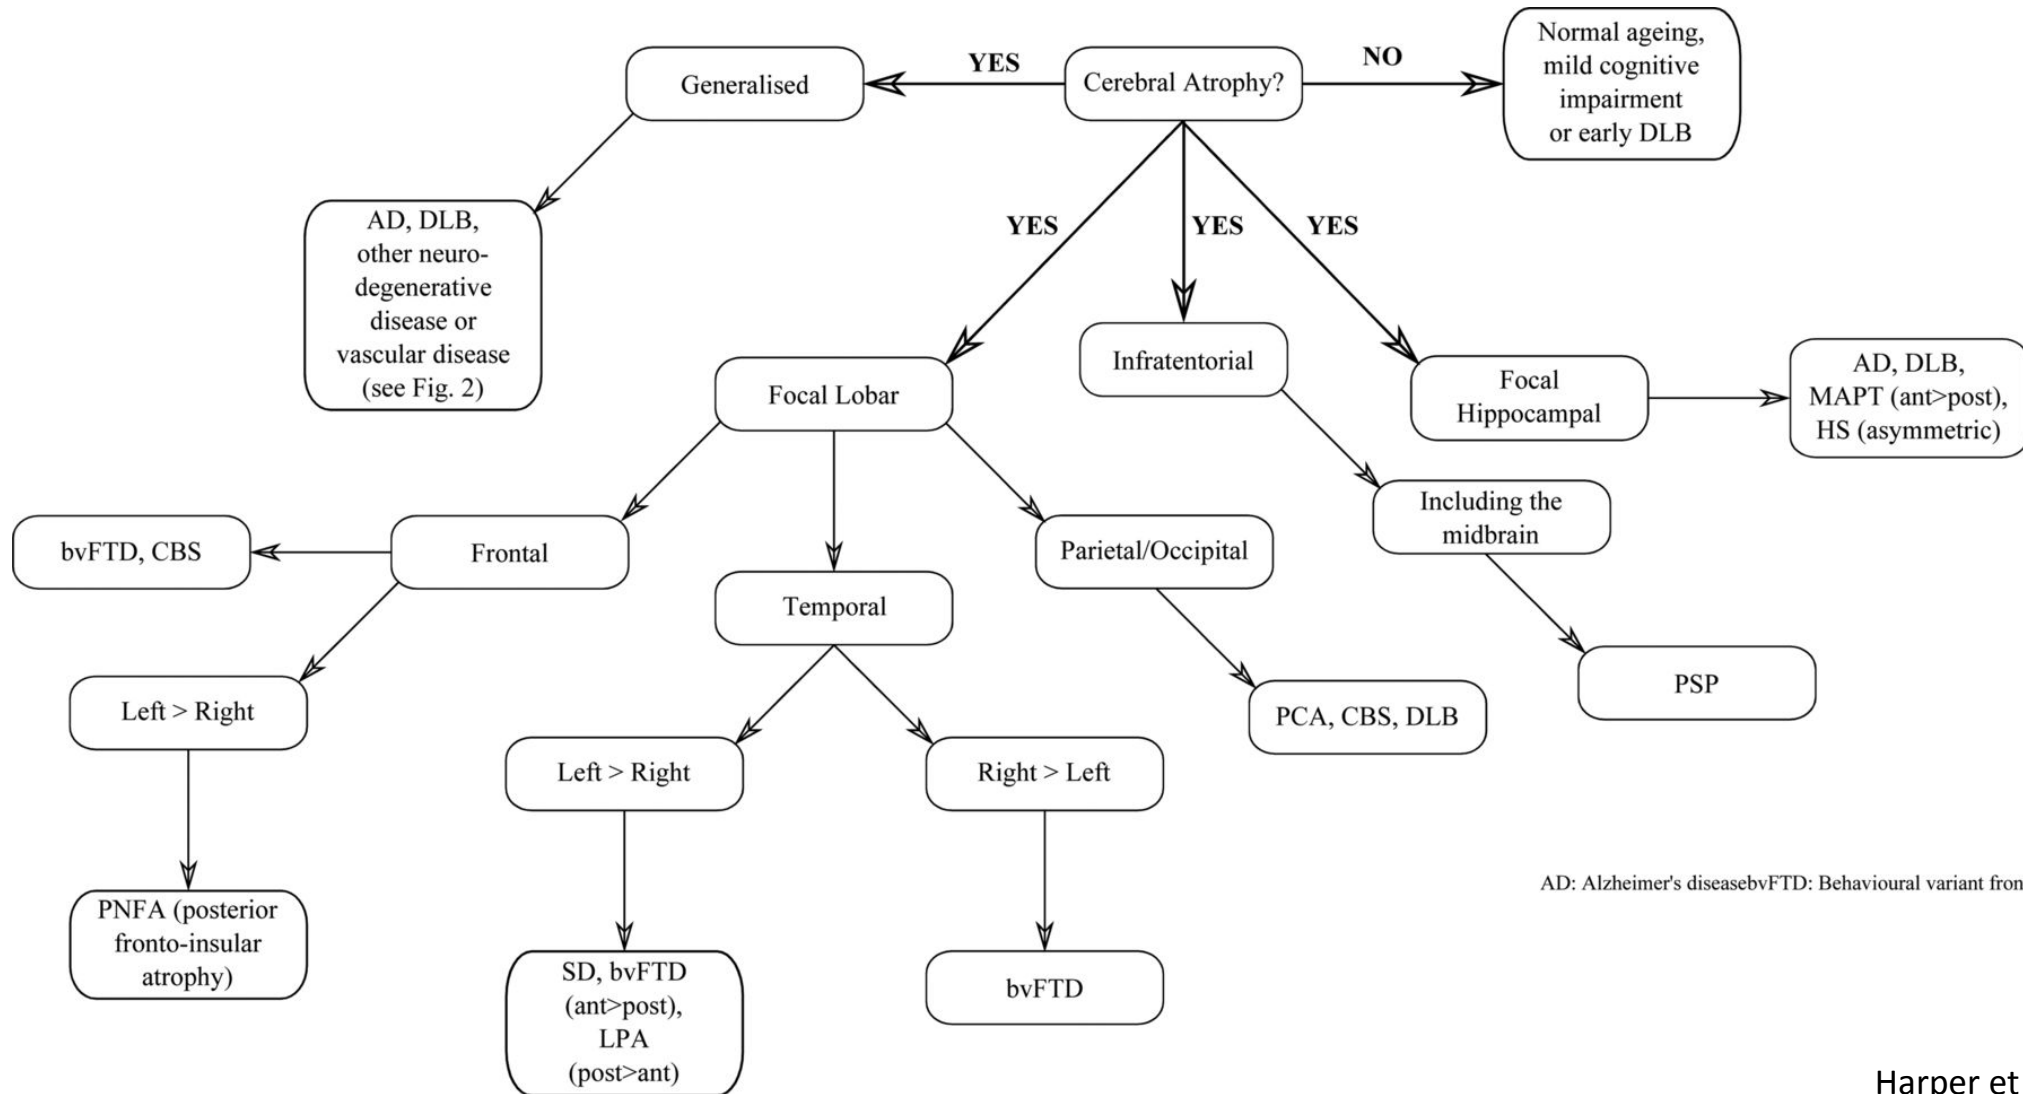 Normal ageing,
mild cognitive
impairment
or early DLB
Cerebral Atrophy?
NO
YES
Generalised
AD, DLB,
other neuro-
degenerative
disease or
vascular disease
(see Fig. 2)
YES
YES
YES
Focal Lobar
Infratentorial
Focal
Hippocampal
AD, DLB,
MAPT (ant>post),
HS (asymmetric)
Including the
midbrain
PSP
bvFTD, CBS
Frontal
Temporal
Parietal/Occipital
PCA, CBS, DLB
Left > Right
Left > Right
Right > Left
PNFA (posterior
fronto-insular
atrophy)
SD, bvFTD
(ant>post),
LPA
(post>ant)
bvFTD
AD: Alzheimer's diseasebvFTD: Behavioural variant fron
Harper et